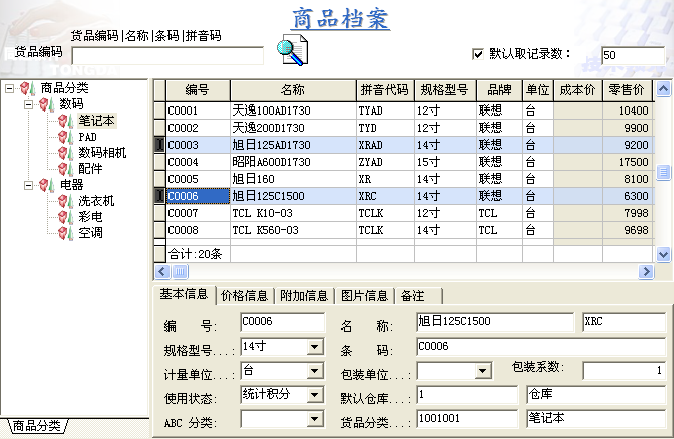 商品档案
货品编码|名称|条码|拼音码
货品编码
默认取记录数： 50
商品分类
数码
笔记本
PAD
数码相机
配件
电器
洗衣机
彩电
空调
商品分类
编号 名称 拼音代码 规格型号 品牌 单位 成本价 零售价
C0001 天逸100AD1730 TYAD 12寸 联想 台 10400
C0002 天逸200D1730 TYD 12寸 联想 台 9900
C0003 旭日125AD1730 XRAD 14寸 联想 台 9200
C0004 昭阳A600D1730 ZYAD 15寸 联想 台 17500
C0005 旭日160 XR 14寸 联想 台 8100
C0006 旭日125C1500 XRC 14寸 联想 台 6300
C0007 TCL K10-03 TCLK 12寸 TCL 台 7998
C0008 TCL K560-03 TCLK 14寸 TCL 台 9698
合计:20条
基本信息 价格信息 附加信息 图片信息 备注
编 号: C0006 名 称: 旭日125C1500 XRC
规格型号...: 14寸 条 码: C0006
计量单位...: 台 包装单位...: 包装系数: 1
使用状态: 统计积分 默认仓库...: 1 仓库
ABC 分类: 货品分类...: 1001001 笔记本